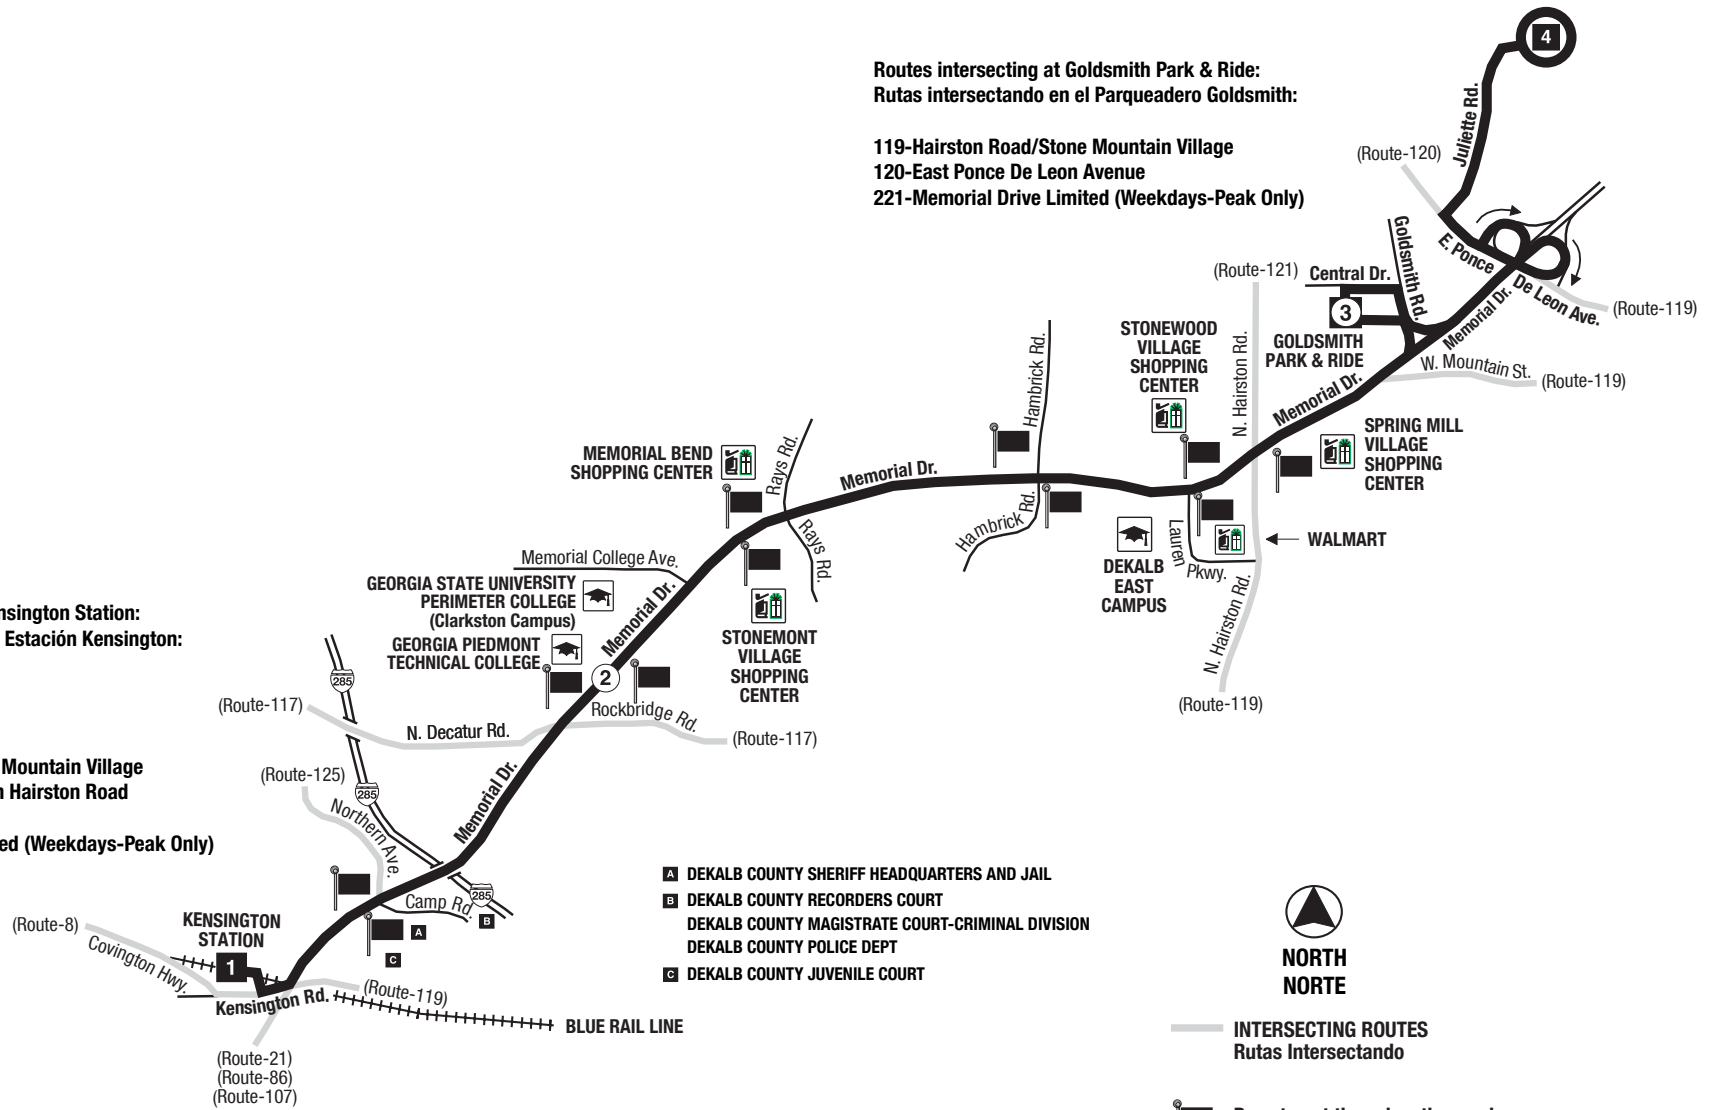 4
Routes intersecting at Goldsmith Park & Ride:
Rutas intersectando en el Parqueadero Goldsmith:
119-Hairston Road/Stone Mountain Village
120-East Ponce De Leon Avenue
221-Memorial Drive Limited (Weekdays-Peak Only)
Juliette Rd.
(Route-120)
E. Ponce
De Leon Ave.
(Route-119)
Goldsmith Rd.
(Route-121)
Central Dr.
3
GOLDSMITH
PARK & RIDE
Memorial Dr.
W. Mountain St.
(Route-119)
Memorial Dr.
N. Hairston Rd.
STONEWOOD
VILLAGE
SHOPPING
CENTER
Hambrick Rd.
SPRING MILL
VILLAGE
SHOPPING
CENTER
MEMORIAL BEND
SHOPPING CENTER
Rays Rd.
Memorial Dr.
Hambrick Rd.
Rays Rd.
Lauren
Pkwy.
WALMART
DEKALB
EAST
CAMPUS
N. Hairston Rd.
(Route-119)
Memorial College Ave.
GEORGIA STATE UNIVERSITY
PERIMETER COLLEGE
(Clarkston Campus)
GEORGIA PIEDMONT
TECHNICAL COLLEGE
Memorial Dr.
STONEMONT
VILLAGE
SHOPPING
CENTER
2
nsington Station:
Estación Kensington:
285
(Route-117)
N. Decatur Rd.
Rockbridge Rd.
(Route-117)
Mountain Village
Hairston Road
ed (Weekdays-Peak Only)
(Route-125)
285
Northern Ave.
Memorial Dr.
285
Camp Rd.
B
A
C
A DEKALB COUNTY SHERIFF HEADQUARTERS AND JAIL
B DEKALB COUNTY RECORDERS COURT
DEKALB COUNTY MAGISTRATE COURT-CRIMINAL DIVISION
DEKALB COUNTY POLICE DEPT
C DEKALB COUNTY JUVENILE COURT
(Route-8)
Covington Hwy.
KENSINGTON
STATION
1
Kensington Rd.
(Route-119)
BLUE RAIL LINE
(Route-21)
(Route-86)
(Route-107)
NORTH
NORTE
INTERSECTING ROUTES
Rutas Intersectando